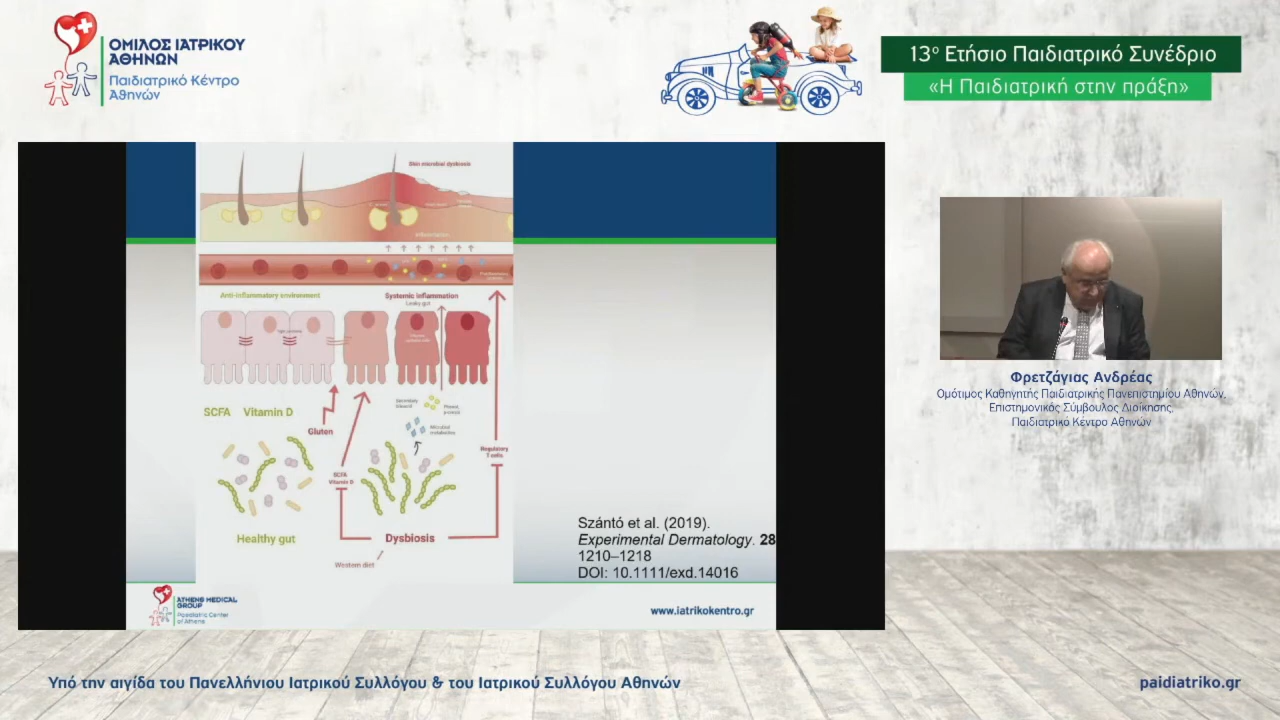 ΟΜΙΛΟΣ ΙΑΤΡΙΚΟΥ
ΑΘΗΝΩΝ
Παιδιατρικό Κέντρο
Αθηνών
13ο Ετήσιο Παιδιατρικό Συνέδριο
«Η Παιδιατρική στην πράξη»
Skin microbial dysbiosis
Inflammation
Anti-inflammatory environment
Systemic inflammation
Leaky gut
SCFA Vitamin D
Gluten
Microbial
metabolites
Regulatory
T cells
SCFA
Vitamin D
Healthy gut
Dysbiosis
Western diet
Szántó et al. (2019).
Experimental Dermatology. 28
1210–1218
DOI: 10.1111/exd.14016
ATHENS MEDICAL
GROUP
Paediatric Center
of Athens
www.iatrikokentro.gr
Φρετζάγιας Ανδρέας
Ομότιμος Καθηγητής Παιδιατρικής Πανεπιστημίου Αθηνών,
Επιστημονικός Σύμβουλος Διοίκησης,
Παιδιατρικό Κέντρο Αθηνών
Υπό την αιγίδα του Πανελλήνιου Ιατρικού Συλλόγου & του Ιατρικού Συλλόγου Αθηνών
paidiatriko.gr